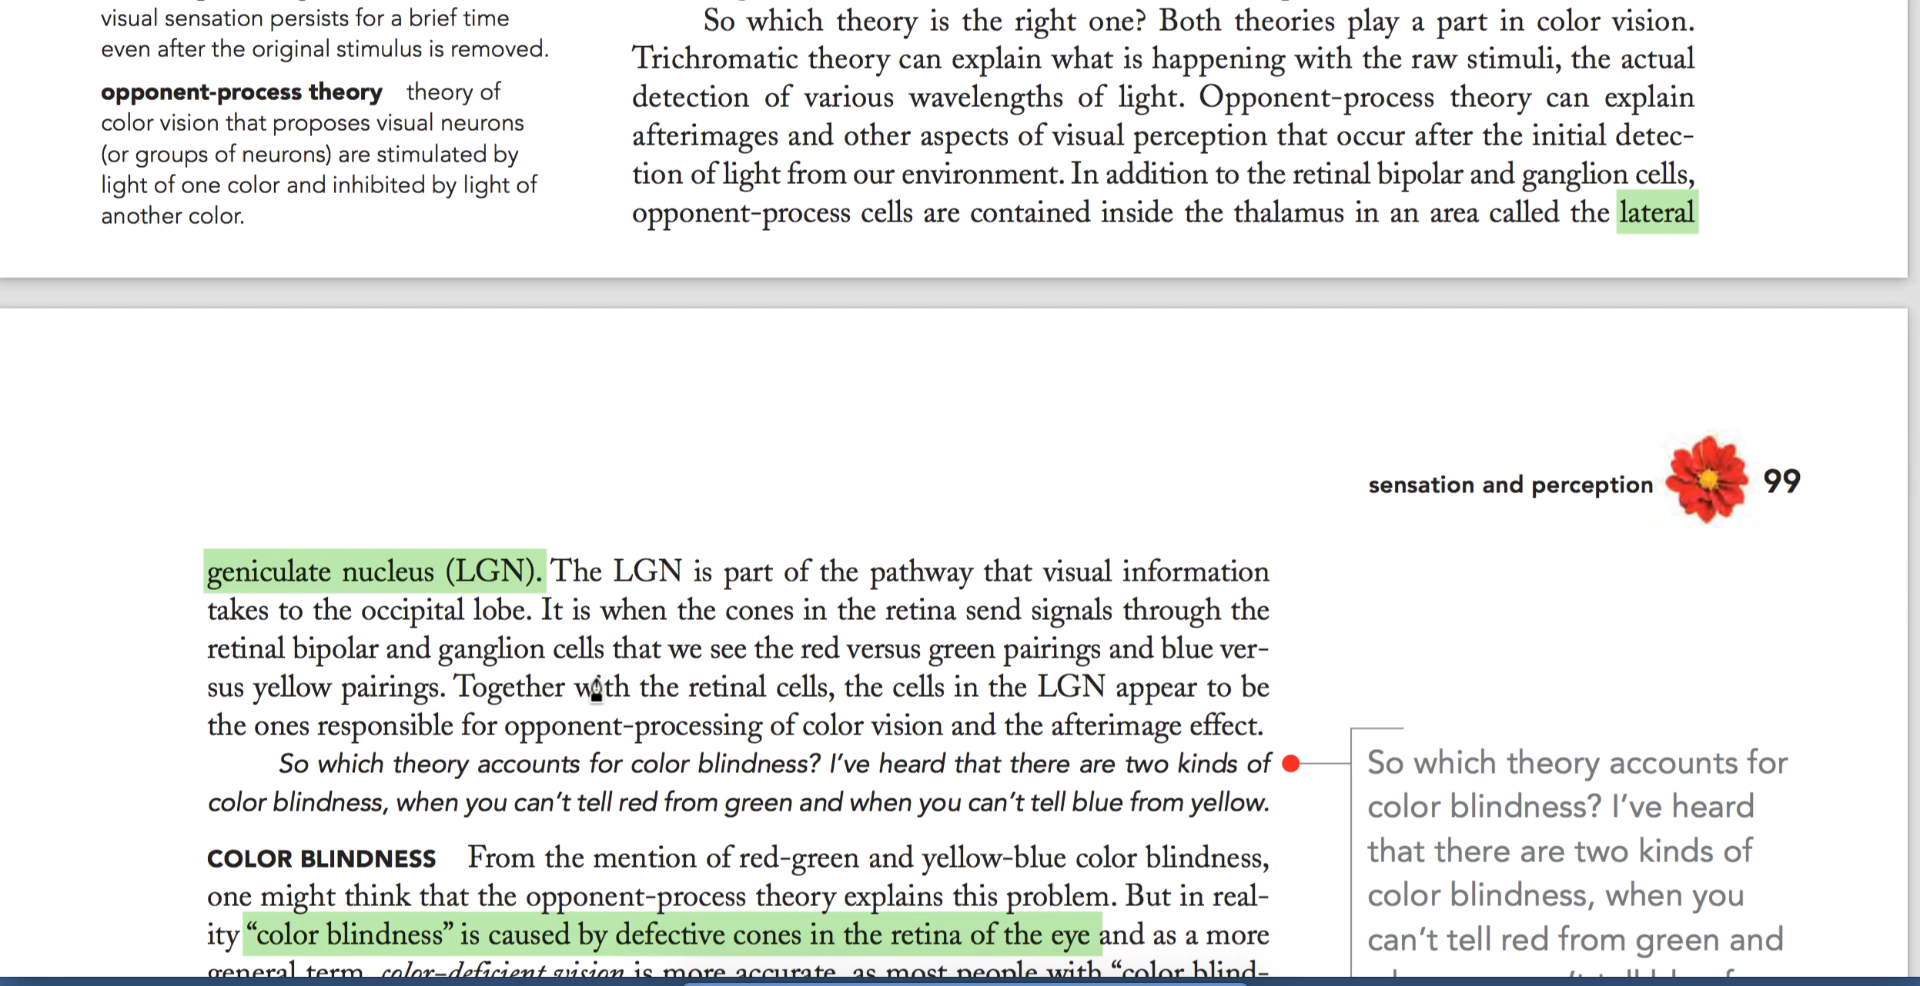 visual sensation persists for a brief time
even after the original stimulus is removed.
opponent-process theory theory of
color vision that proposes visual neurons
(or groups of neurons) are stimulated by
light of one color and inhibited by light of
another color.
So which theory is the right one? Both theories play a part in color vision.
Trichromatic theory can explain what is happening with the raw stimuli, the actual
detection of various wavelengths of light. Opponent-process theory can explain
afterimages and other aspects of visual perception that occur after the initial detec-
tion of light from our environment. In addition to the retinal bipolar and ganglion cells,
opponent-process cells are contained inside the thalamus in an area called the lateral
sensation and perception 99
geniculate nucleus (LGN). The LGN is part of the pathway that visual information
takes to the occipital lobe. It is when the cones in the retina send signals through the
retinal bipolar and ganglion cells that we see the red versus green pairings and blue ver-
sus yellow pairings. Together with the retinal cells, the cells in the LGN appear to be
the ones responsible for opponent-processing of color vision and the afterimage effect.
So which theory accounts for color blindness? I've heard that there are two kinds of
color blindness, when you can't tell red from green and when you can't tell blue from yellow.
COLOR BLINDNESS From the mention of red-green and yellow-blue color blindness,
one might think that the opponent-process theory explains this problem. But in real-
ity “color blindness” is caused by defective cones in the retina of the eye and as a more
general term, color-deficient vision is more accurate, as most people with “color blind-
So which theory accounts for
color blindness? I've heard
that there are two kinds of
color blindness, when you
can't tell red from green and